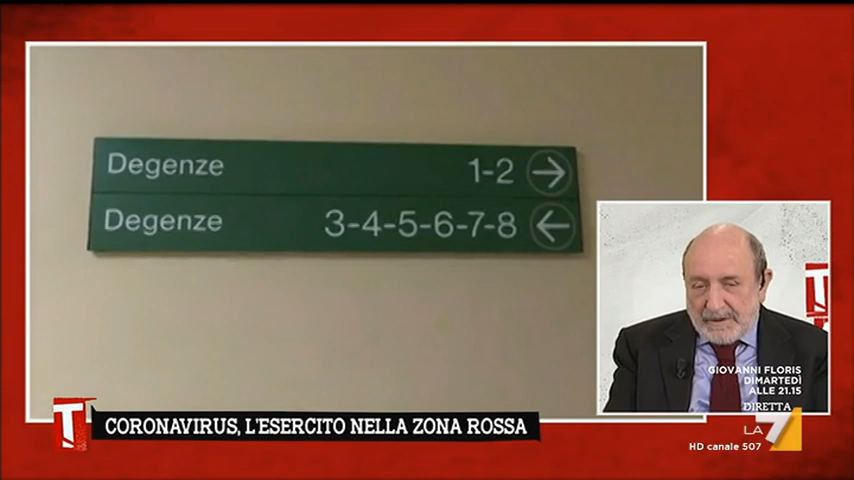 Degenze 1-2 →
Degenze 3-4-5-6-7-8 ←
T
T
GIOVANNI FLORIS
DIMARTEDÌ
ALLE 21.15
DIRETTA
LA 7
HD canale 507
T
CORONAVIRUS, L'ESERCITO NELLA ZONA ROSSA